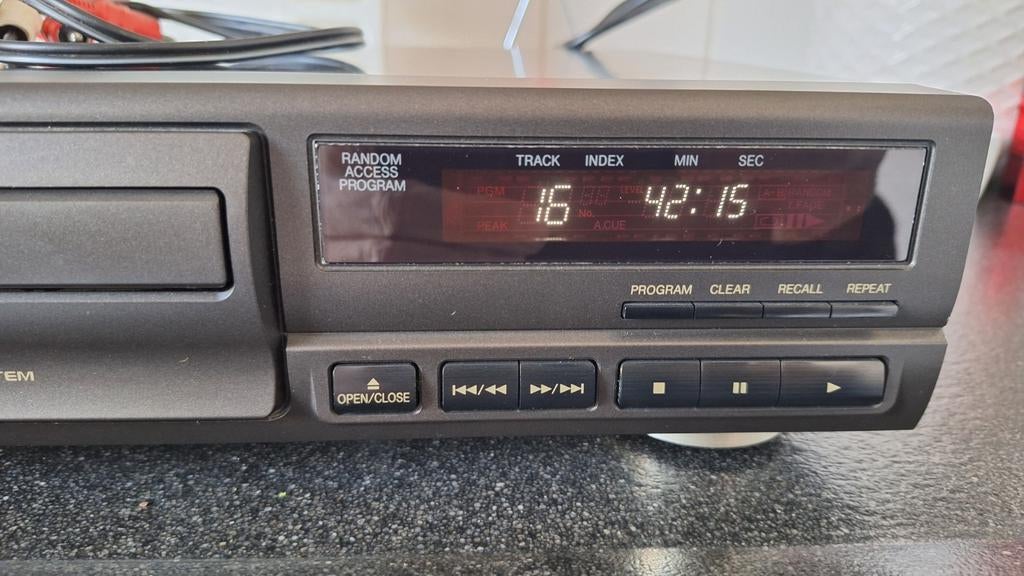 RANDOM
ACCESS
PROGRAM
TRACK INDEX MIN SEC
PGM 16 No. LEVEL 42:15
PEAK A.CUE
PROGRAM CLEAR RECALL REPEAT
TEM
OPEN/CLOSE